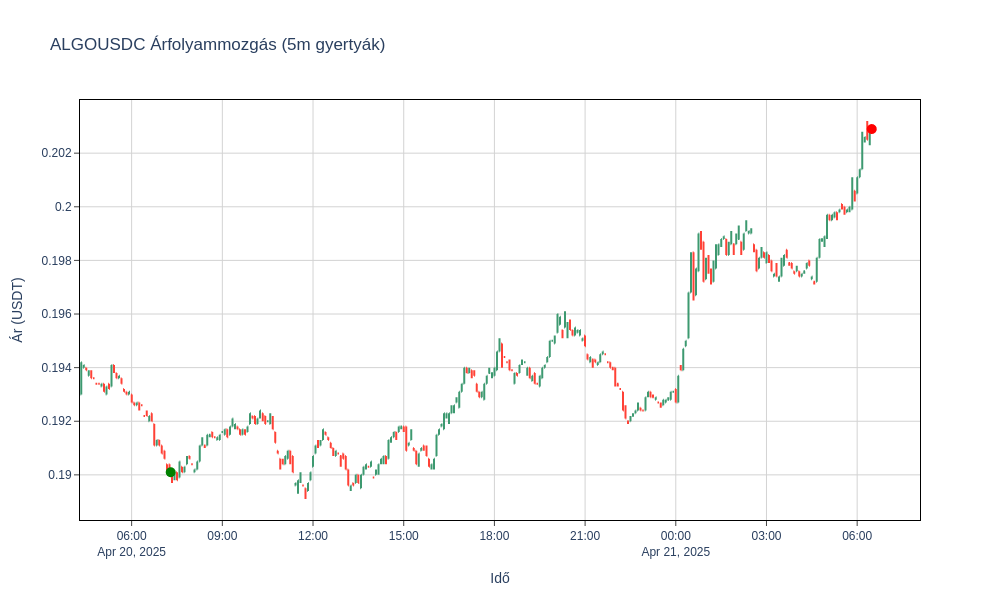 ALGOUSDC Árfolyammozgás (5m gyertyák)
Ár (USDT)
0.202
0.2
0.198
0.196
0.194
0.192
0.19
06:00 09:00 12:00 15:00 18:00 21:00 00:00 03:00 06:00
Apr 20, 2025 Apr 21, 2025
Idő